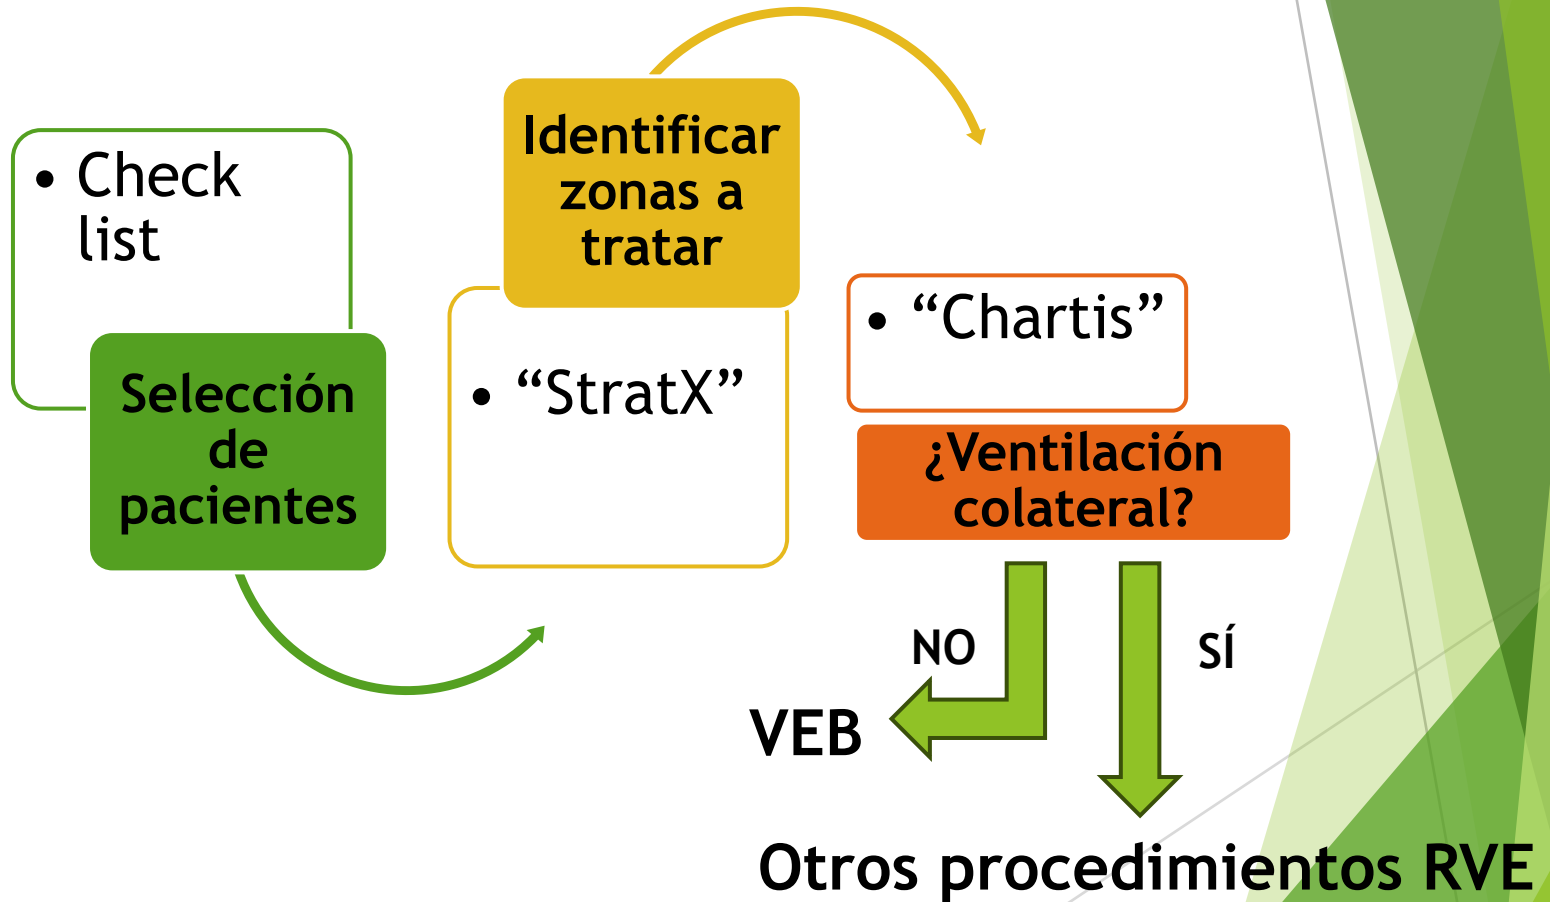 • Check
list
Selección
de
pacientes
Identificar
zonas a
tratar
• “StratX”
• “Chartis”
¿Ventilación
colateral?
NO
SÍ
VEB
Otros procedimientos RVE